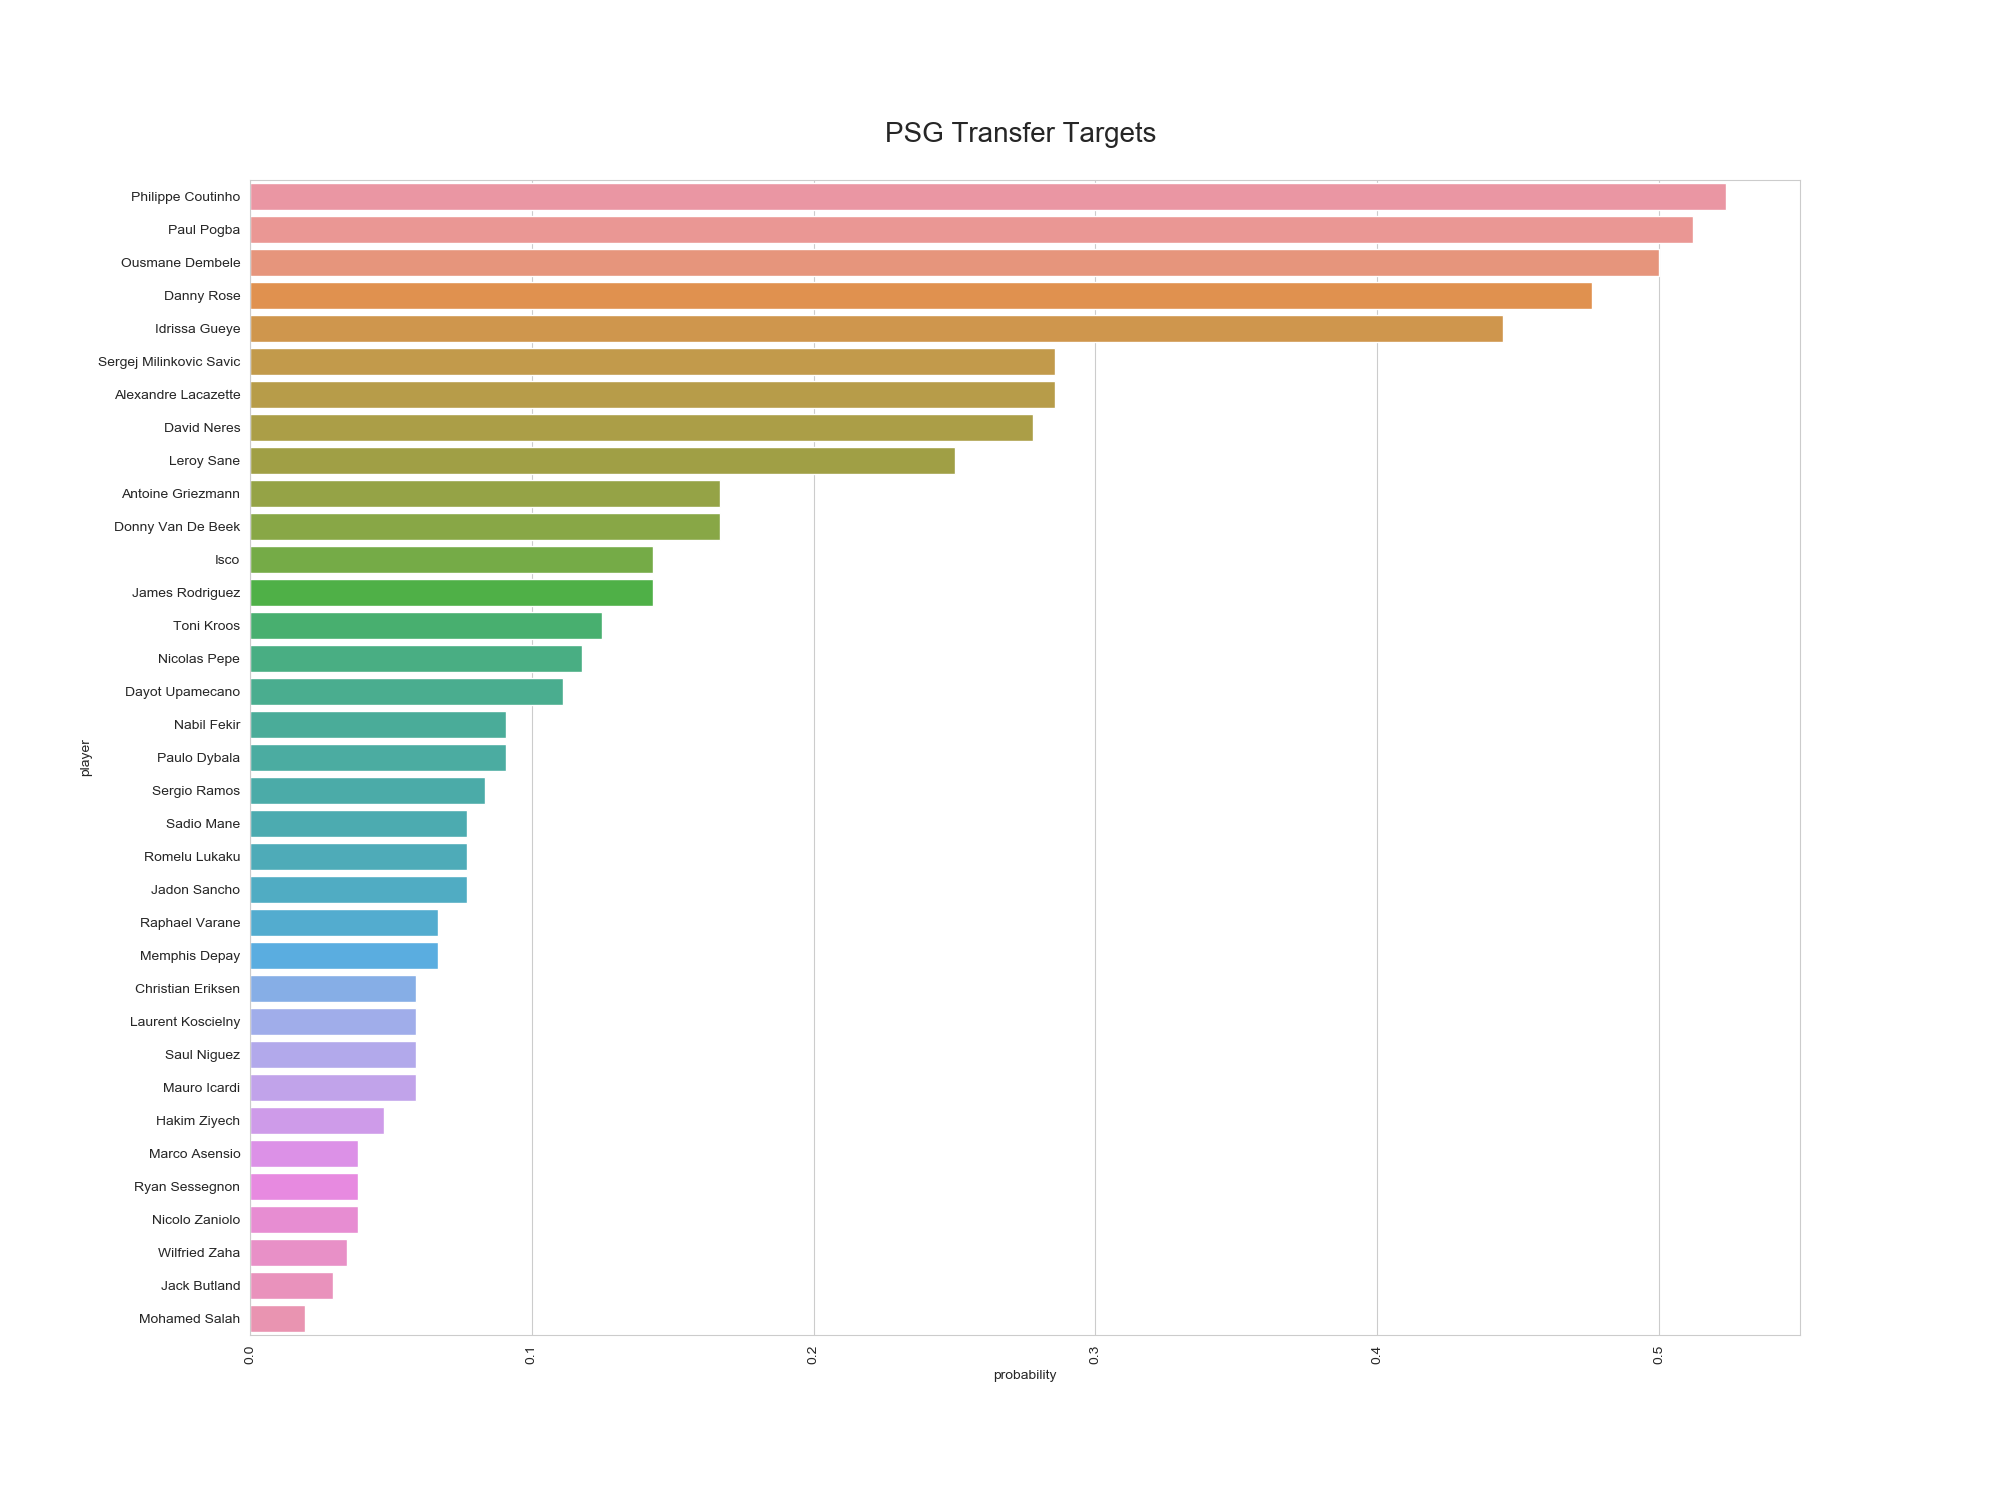 PSG Transfer Targets
Philippe Coutinho
Paul Pogba
Ousmane Dembele
Danny Rose
Idrissa Gueye
Sergej Milinkovic Savic
Alexandre Lacazette
David Neres
Leroy Sane
Antoine Griezmann
Donny Van De Beek
Isco
James Rodriguez
Toni Kroos
Nicolas Pepe
Dayot Upamecano
Nabil Fekir
Paulo Dybala
Sergio Ramos
Sadio Mane
Romelu Lukaku
Jadon Sancho
Raphael Varane
Memphis Depay
Christian Eriksen
Laurent Koscielny
Saul Niguez
Mauro Icardi
Hakim Ziyech
Marco Asensio
Ryan Sessegnon
Nicolo Zaniolo
Wilfried Zaha
Jack Butland
Mohamed Salah
player
0.0 0.1 0.2 0.3 0.4 0.5
probability